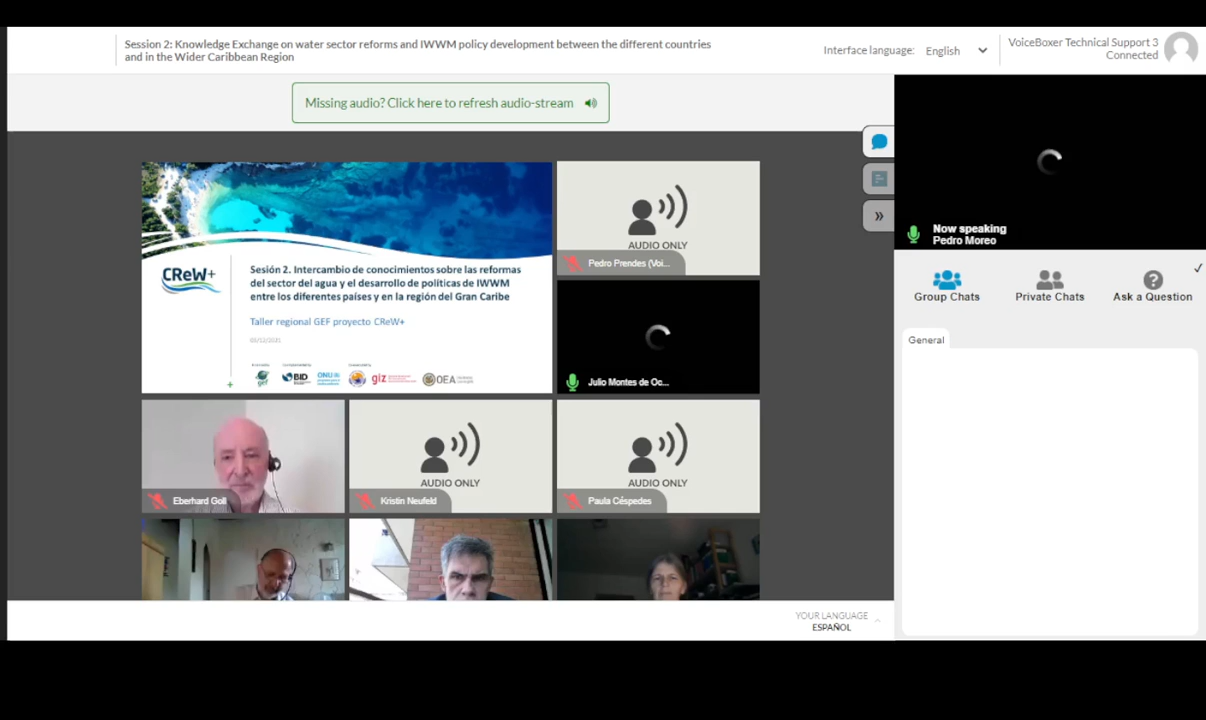 Session 2: Knowledge Exchange on water sector reforms and IWWM policy development between the different countries
and in the Wider Caribbean Region
Interface language: English
VoiceBoxer Technical Support 3
Connected
Missing audio? Click here to refresh audio-stream
CReW+
Sesión 2. Intercambio de conocimientos sobre las reformas
del sector del agua y el desarrollo de políticas de IWWM
entre los diferentes países y en la región del Gran Caribe
Taller regional GEF proyecto CReW+
gef
BID
ONU
giz
OEA
AUDIO ONLY
Pedro Prendes (Voi...
Julio Montes de Oc...
Eberhard Goll
AUDIO ONLY
Kristin Neufeld
AUDIO ONLY
Paula Céspedes
Now speaking
Pedro Moreo
Group Chats
Private Chats
Ask a Question
General
YOUR LANGUAGE
ESPAÑOL